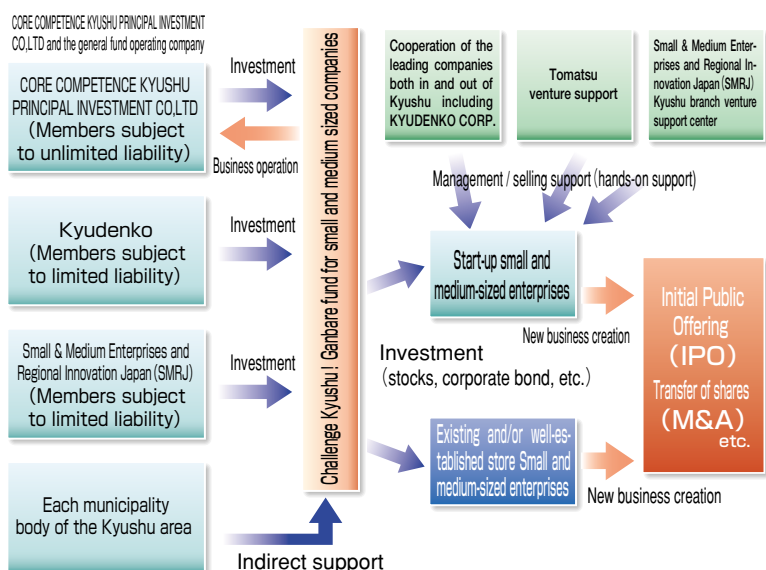 CORE COMPETENCE KYUSHU PRINCIPAL INVESTMENT
CO,LTD and the general fund operating company
CORE COMPETENCE KYUSHU
PRINCIPAL INVESTMENT CO,LTD
(Members subject
to unlimited liability)
Investment
Business operation
Kyudenko
(Members subject
to limited liability)
Investment
Small & Medium Enterprises and
Regional Innovation Japan (SMRJ)
(Members subject
to limited liability)
Investment
Each municipality
body of the Kyushu area
Indirect support
Challenge Kyushu! Ganbare fund for small and medium sized companies
Cooperation of the
leading companies
both in and out of
Kyushu including
KYUDENKO CORP.
Tomatsu
venture support
Small & Medium Enter-
prises and Regional In-
novation Japan (SMRJ)
Kyushu branch venture
support center
Management / selling support (hands-on support)
Start-up small and
medium-sized enterprises
New business creation
Investment
(stocks, corporate bond, etc.)
Existing and/or well-es-
tablished store Small and
medium-sized enterprises
New business creation
Initial Public
Offering
(IPO)
Transfer of shares
(M&A)
etc.